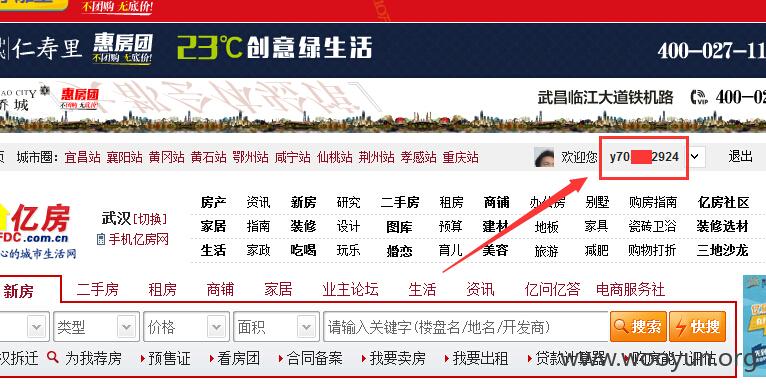 不团购 无底价!
仁寿里 惠房团 23℃创意绿生活 400-027-11
不团购 无底价!
AO CITY 惠房团 武昌临江大道铁机路 VIP 400-02
侨城 不团购 无底价!
页 城市圈: 宜昌站 襄阳站 黄冈站 黄石站 鄂州站 咸宁站 仙桃站 荆州站 孝感站 重庆站 欢迎您 y70 2924 退出
亿房 武汉[切换] 房产 资讯 新房 研究 二手房 租房 商铺 办公房 别墅 购房指南 亿房社区
FDC.com.cn 手机亿房网 家居 指南 装修 设计 图库 预算 建材 地板 家具 瓷砖卫浴 装修选材
心的城市生活网 生活 家政 吃喝 玩乐 婚恋 育儿 美容 旅游 减肥 购物打折 三地沙龙
新房 二手房 租房 商铺 家居 业主论坛 生活 资讯 亿问亿答 电商服务社
类型 价格 面积 请输入关键字(楼盘名/地名/开发商) 搜索 快搜
汉拆迁 为我荐房 预售证 看房团 合同备案 我要卖房 我要出租 贷款计算器
www.wooyun.org